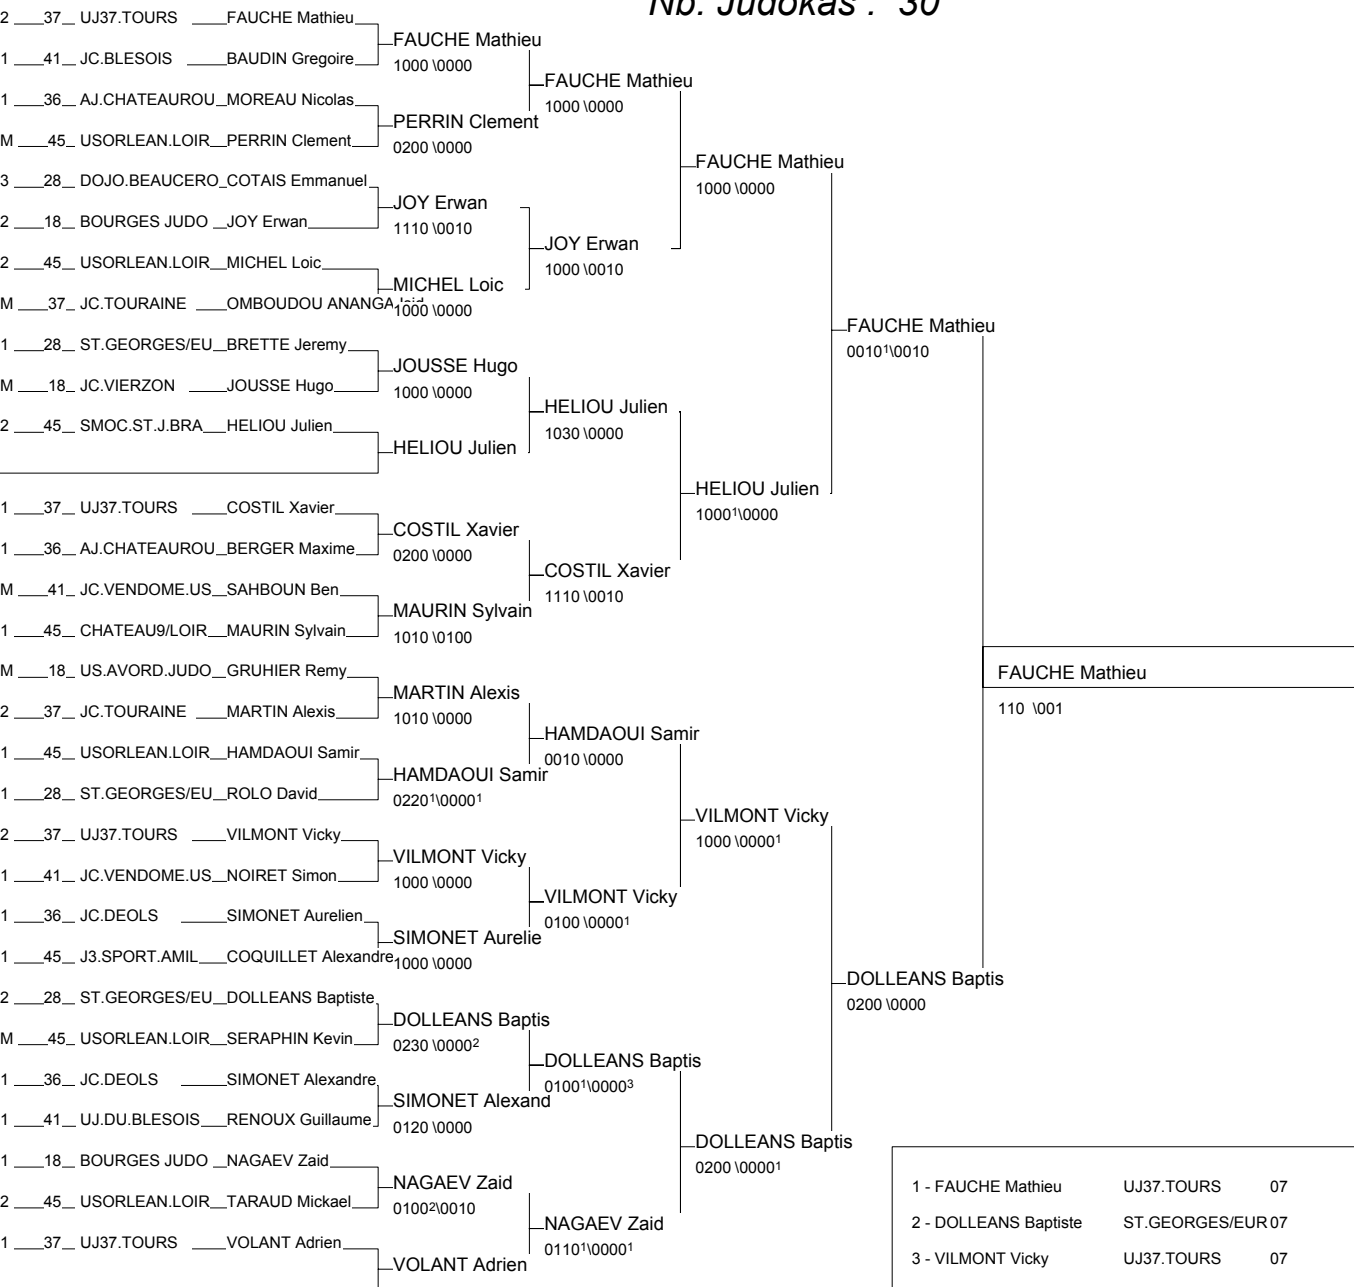 Nb. Judokas : 30
2 37 UJ37.TOURS FAUCHE Mathieu
1 41 JC.BLESOIS BAUDIN Gregoire
1 36 AJ.CHATEAUROU MOREAU Nicolas
M 45 USORLEAN.LOIR PERRIN Clement
3 28 DOJO.BEAUCERO COTAIS Emmanuel
2 18 BOURGES JUDO JOY Erwan
2 45 USORLEAN.LOIR MICHEL Loic
M 37 JC.TOURAINE OMBOUDOU ANANGA
1 28 ST.GEORGES/EU BRETTE Jeremy
M 18 JC.VIERZON JOUSSE Hugo
2 45 SMOC.ST.J.BRA HELIOU Julien
1 37 UJ37.TOURS COSTIL Xavier
1 36 AJ.CHATEAUROU BERGER Maxime
M 41 JC.VENDOME.US SAHBOUN Ben
1 45 CHATEAU9/LOIR MAURIN Sylvain
M 18 US.AVORD.JUDO GRUHIER Remy
2 37 JC.TOURAINE MARTIN Alexis
1 45 USORLEAN.LOIR HAMDAOUI Samir
1 28 ST.GEORGES/EU ROLO David
2 37 UJ37.TOURS VILMONT Vicky
1 41 JC.VENDOME.US NOIRET Simon
1 36 JC.DEOLS SIMONET Aurelien
1 45 J3.SPORT.AMIL COQUILLET Alexandre
2 28 ST.GEORGES/EU DOLLEANS Baptiste
M 45 USORLEAN.LOIR SERAPHIN Kevin
1 36 JC.DEOLS SIMONET Alexandre
1 41 UJ.DU.BLESOIS RENOUX Guillaume
1 18 BOURGES JUDO NAGAEV Zaid
2 45 USORLEAN.LOIR TARAUD Mickael
1 37 UJ37.TOURS VOLANT Adrien
FAUCHE Mathieu
1000 \0000
PERRIN Clement
0200 \0000
JOY Erwan
1110 \0010
MICHEL Loic
1000 \0000
JOUSSE Hugo
1000 \0000
HELIOU Julien
COSTIL Xavier
0200 \0000
MAURIN Sylvain
1010 \0100
MARTIN Alexis
1010 \0000
HAMDAOUI Samir
0220¹\0000¹
VILMONT Vicky
1000 \0000
SIMONET Aurelie
1000 \0000
DOLLEANS Baptis
0230 \0000²
SIMONET Alexand
0120 \0000
NAGAEV Zaid
0100²\0010
VOLANT Adrien
FAUCHE Mathieu
1000 \0000
JOY Erwan
1000 \0010
HELIOU Julien
1030 \0000
COSTIL Xavier
1110 \0010
HAMDAOUI Samir
0010 \0000
VILMONT Vicky
0100 \0000¹
DOLLEANS Baptis
0100¹\0000³
NAGAEV Zaid
0110¹\0000¹
FAUCHE Mathieu
1000 \0000
HELIOU Julien
1000¹\0000
VILMONT Vicky
1000 \0000¹
DOLLEANS Baptis
0200 \0000¹
FAUCHE Mathieu
0010¹\0010
DOLLEANS Baptis
0200 \0000
FAUCHE Mathieu
110 \001
1 - FAUCHE Mathieu UJ37.TOURS 07
2 - DOLLEANS Baptiste ST.GEORGES/EUR 07
3 - VILMONT Vicky UJ37.TOURS 07